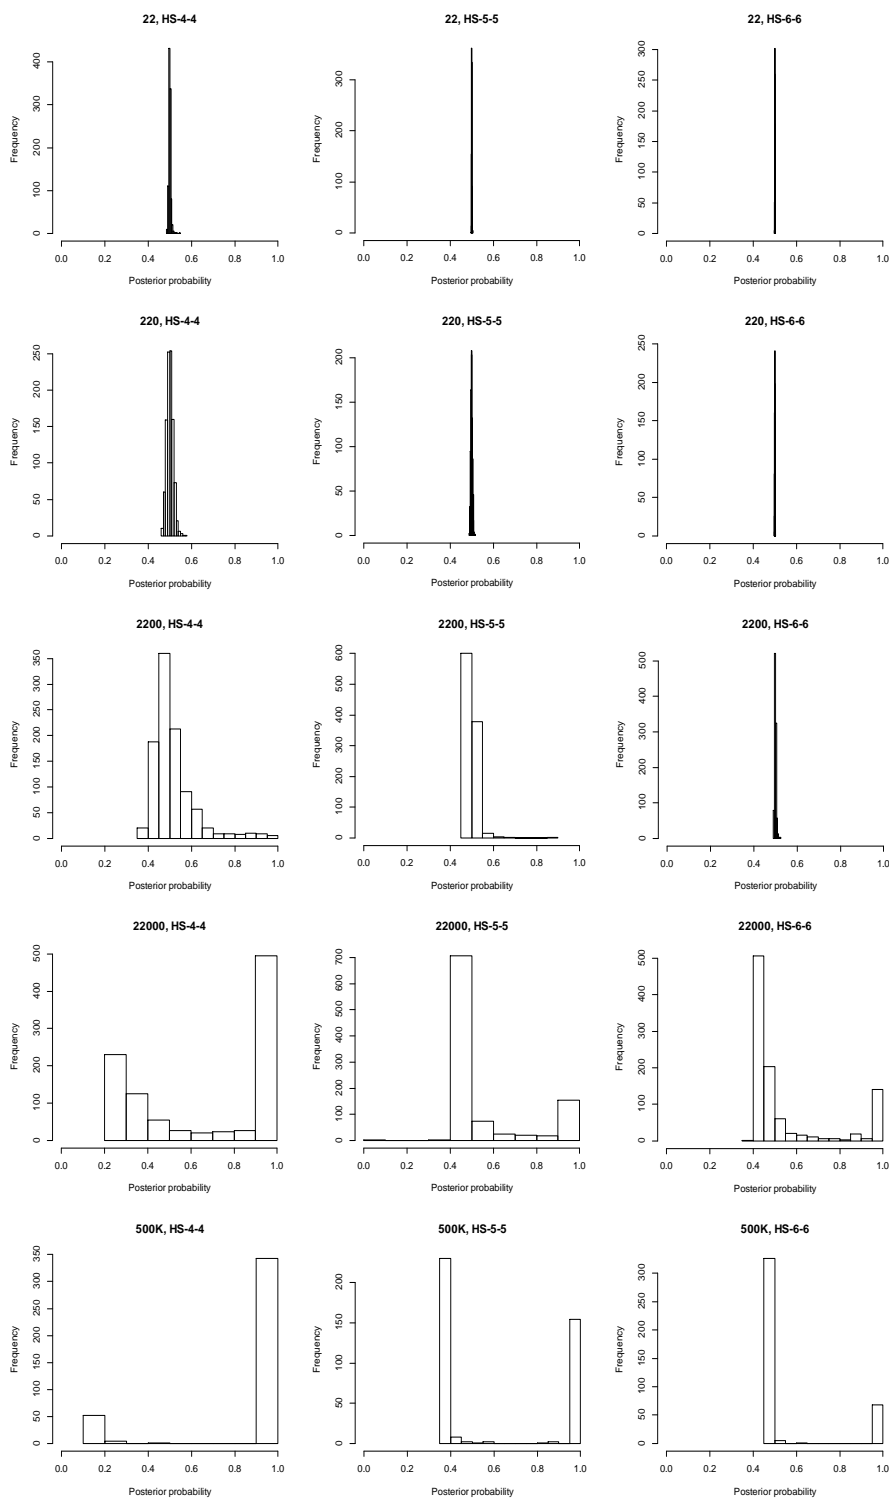 22, HS-4-4 22, HS-5-5 22, HS-6-6
Frequency 0 100 200 300 400 Frequency 0 100 200 300 Frequency 0 50 100 150 200 250 300
0.0 0.2 0.4 0.6 0.8 1.0 0.0 0.2 0.4 0.6 0.8 1.0 0.0 0.2 0.4 0.6 0.8 1.0
Posterior probability Posterior probability Posterior probability
220, HS-4-4 220, HS-5-5 220, HS-6-6
Frequency 0 50 100 150 200 250 Frequency 0 50 100 150 200 Frequency 0 50 100 150 200 250
0.0 0.2 0.4 0.6 0.8 1.0 0.0 0.2 0.4 0.6 0.8 1.0 0.0 0.2 0.4 0.6 0.8 1.0
Posterior probability Posterior probability Posterior probability
2200, HS-4-4 2200, HS-5-5 2200, HS-6-6
Frequency 0 50 100 150 200 250 300 350 Frequency 0 100 200 300 400 500 600 Frequency 0 100 200 300 400 500
0.0 0.2 0.4 0.6 0.8 1.0 0.0 0.2 0.4 0.6 0.8 1.0 0.0 0.2 0.4 0.6 0.8 1.0
Posterior probability Posterior probability Posterior probability
22000, HS-4-4 22000, HS-5-5 22000, HS-6-6
Frequency 0 100 200 300 400 500 Frequency 0 100 200 300 400 500 600 700 Frequency 0 100 200 300 400 500
0.0 0.2 0.4 0.6 0.8 1.0 0.0 0.2 0.4 0.6 0.8 1.0 0.0 0.2 0.4 0.6 0.8 1.0
Posterior probability Posterior probability Posterior probability
500K, HS-4-4 500K, HS-5-5 500K, HS-6-6
Frequency 0 50 100 150 200 250 300 350 Frequency 0 50 100 150 200 Frequency 0 50 100 150 200 250 300
0.0 0.2 0.4 0.6 0.8 1.0 0.0 0.2 0.4 0.6 0.8 1.0 0.0 0.2 0.4 0.6 0.8 1.0
Posterior probability Posterior probability Posterior probability